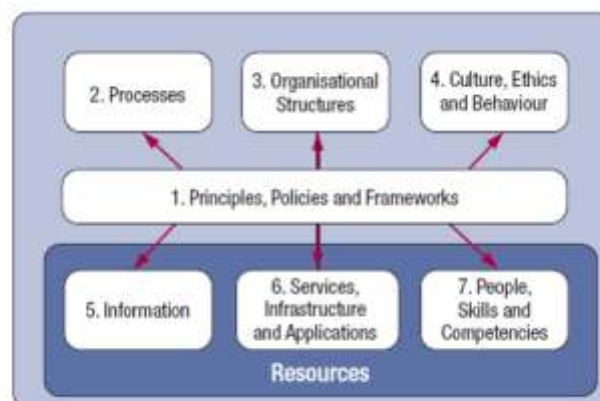 2. Processes
3. Organisational
Structures
4. Culture, Ethics
and Behaviour
1. Principles, Policies and Frameworks
5. Information
6. Services,
Infrastructure
and Applications
7. People,
Skills and
Competencies
Resources